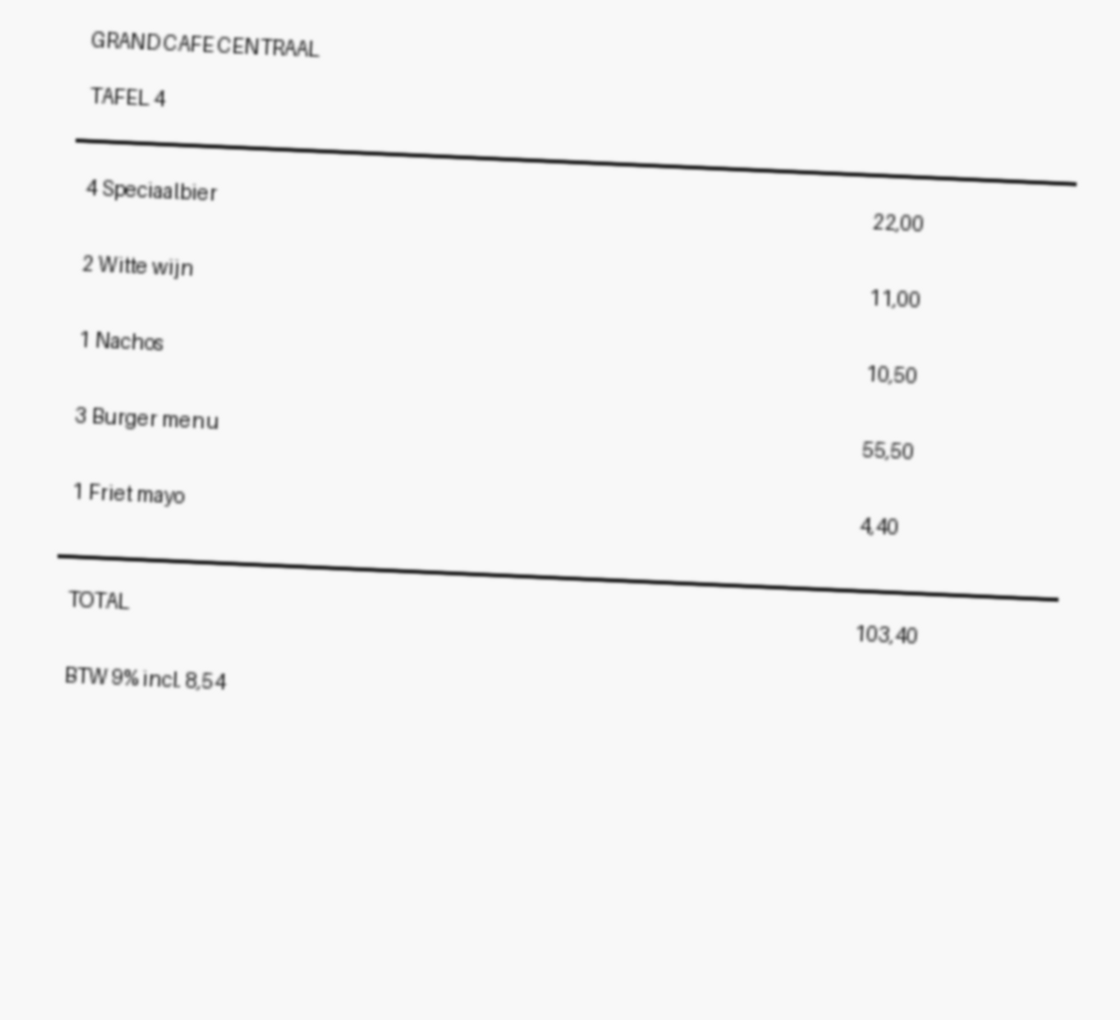 GRAND CAFE CENTRAAL
TAFEL 4
4 Speciaalbier 22,00
2 Witte wijn 11,00
1 Nachos 10,50
3 Burger menu 55,50
1 Friet mayo 4,40
TOTAL 103,40
BTW 9% incl. 8,54